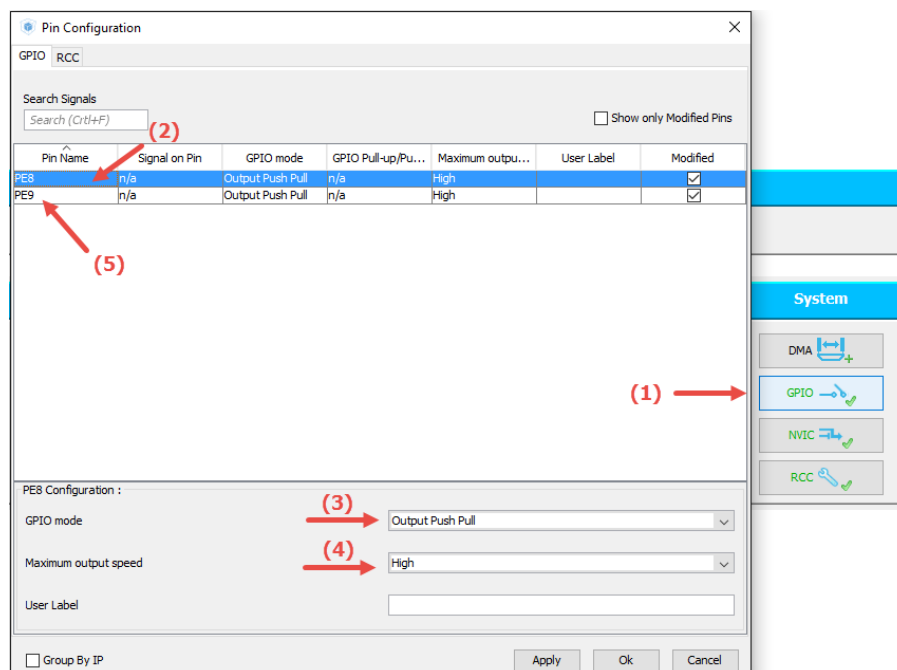 Pin Configuration
GPIO RCC
Search Signals
Search (Crtl+F)
Show only Modified Pins
(2)
Pin Name Signal on Pin GPIO mode GPIO Pull-up/Pu... Maximum outpu... User Label Modified
PE8 n/a Output Push Pull n/a High
PE9 n/a Output Push Pull n/a High
(5)
System
DMA
(1)
GPIO
NVIC
RCC
PE8 Configuration :
(3)
GPIO mode Output Push Pull
(4)
Maximum output speed High
User Label
Group By IP Apply Ok Cancel